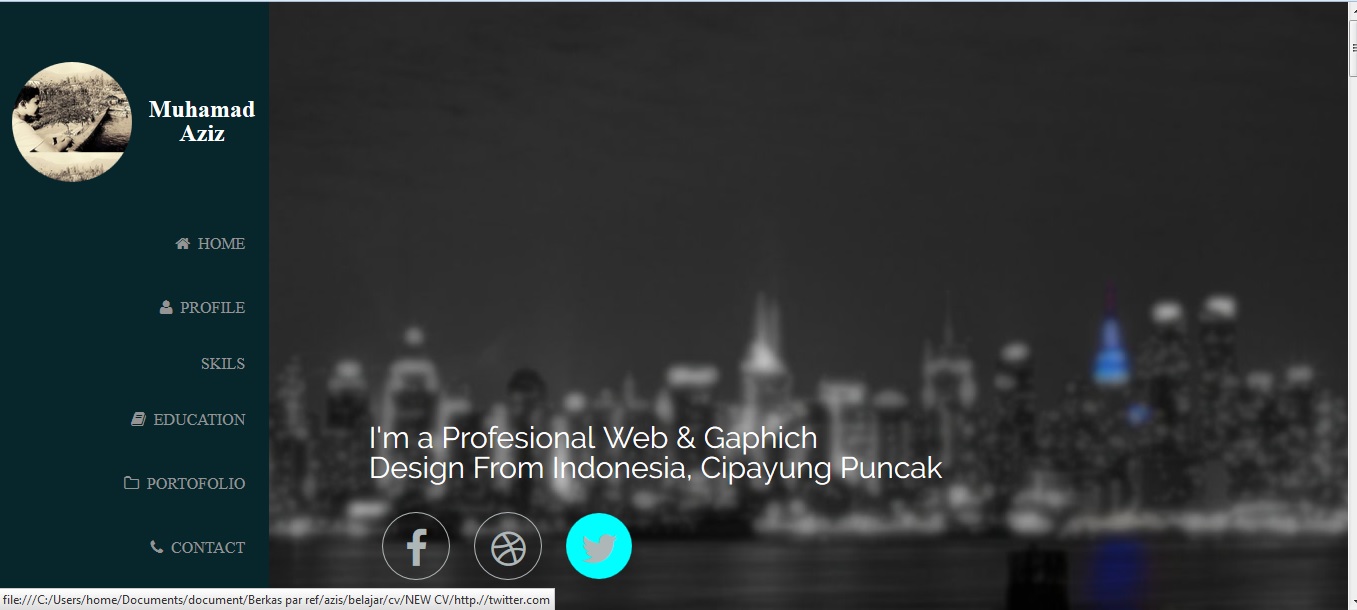 Muhamad
Aziz
HOME
PROFILE
SKILS
EDUCATION
PORTOFOLIO
CONTACT
I'm a Profesional Web & Gaphich
Design From Indonesia, Cipayung Puncak
file:///C:/Users/home/Documents/document/Berkas par ref/azis/belajar/cv/NEW CV/http.//twitter.com